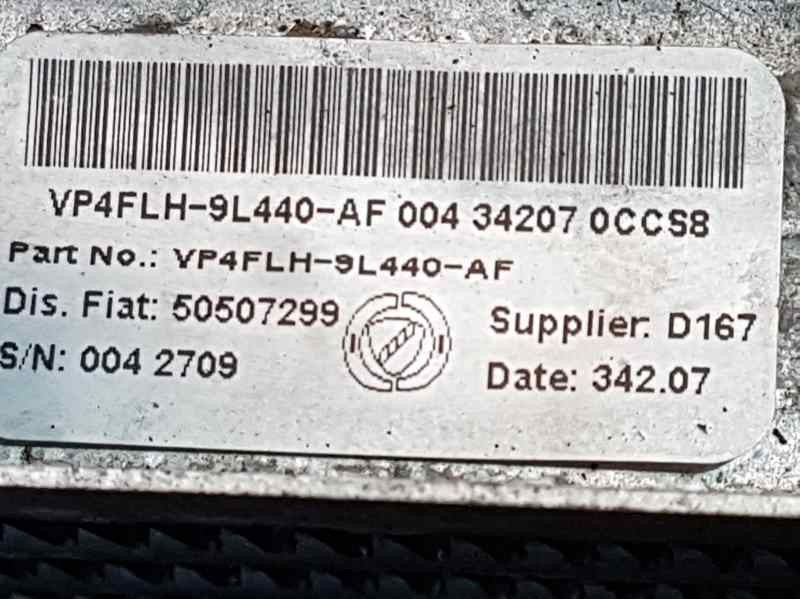 VP4FLH-9L440-AF 004 34207 0CCS8
Part No.: VP4FLH-9L440-AF
Dis. Fiat: 50507299
Supplier: D167
S/N: 004 2709
Date: 342.07